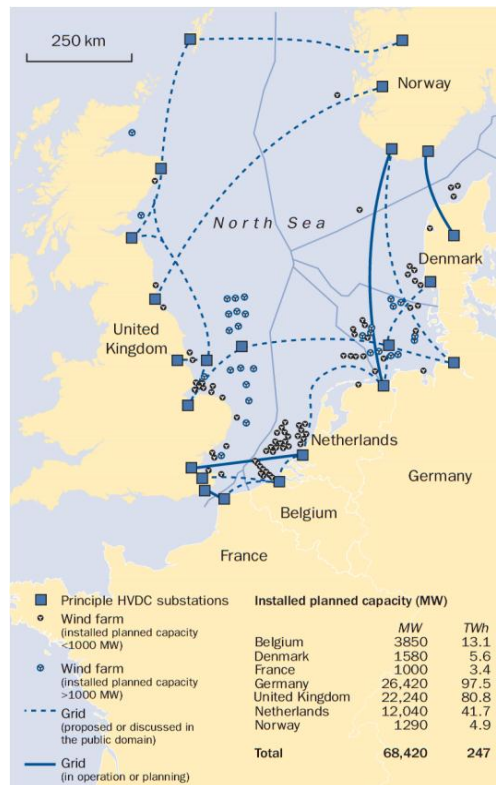 250 km
Norway
North Sea
Denmark
United
Kingdom
Netherlands
Germany
Belgium
France
Principle HVDC substations
Wind farm
(installed planned capacity
<1000 MW)
Wind farm
(installed planned capacity
>1000 MW)
Grid
(proposed or discussed in
the public domain)
Grid
(in operation or planning)
Installed planned capacity (MW)
MW TWh
Belgium 3850 13.1
Denmark 1580 5.6
France 1000 3.4
Germany 26,420 97.5
United Kingdom 22,240 80.8
Netherlands 12,040 41.7
Norway 1290 4.9
Total 68,420 247